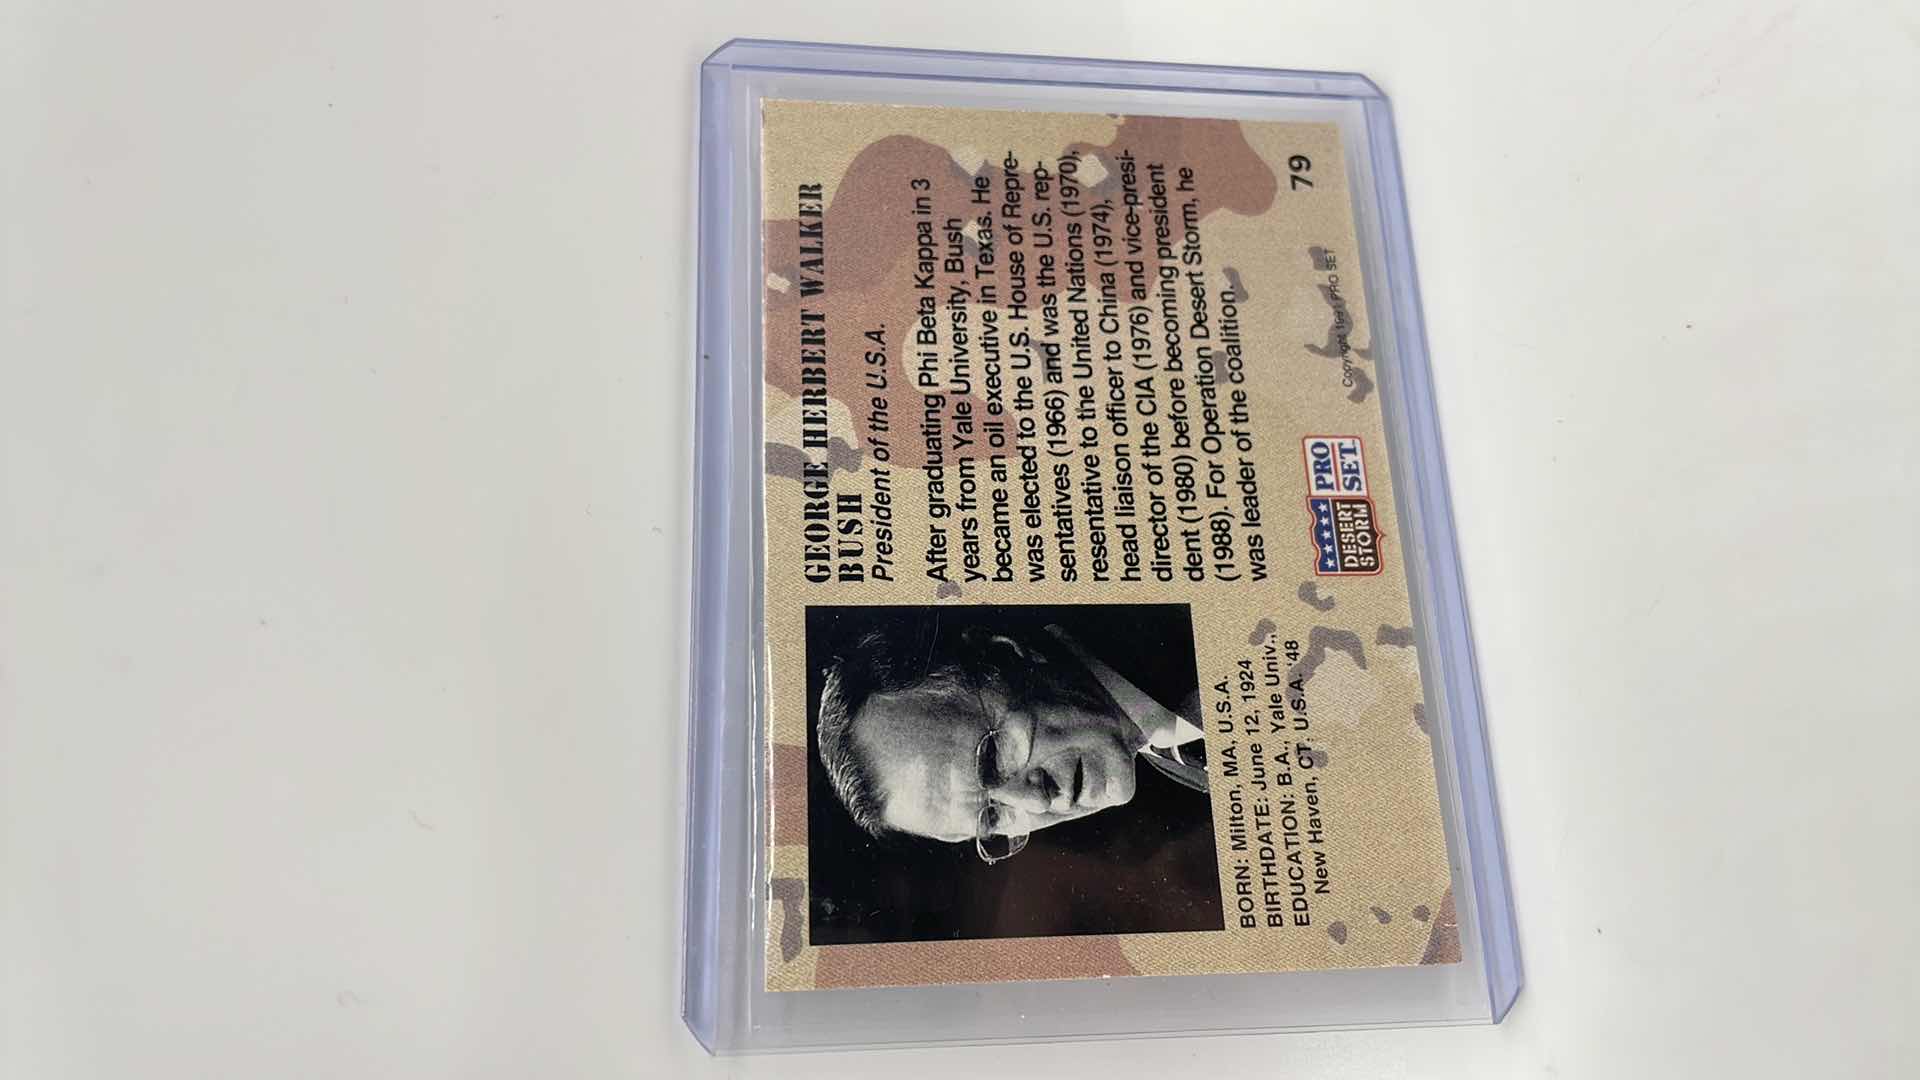 GEORGE HERBERT WALKER
BUSH
President of the U.S.A.
After graduating Phi Beta Kappa in 3
years from Yale University, Bush
became an oil executive in Texas. He
was elected to the U.S. House of Repre-
sentatives (1966) and was the U.S. rep-
resentative to the United Nations (1970),
head liaison officer to China (1974),
director of the CIA (1976) and vice-presi-
dent (1980) before becoming president
(1988). For Operation Desert Storm, he
was leader of the coalition.
BORN: Milton, MA, U.S.A.
BIRTHDATE: June 12, 1924
EDUCATION: B.A., Yale Univ.,
New Haven, CT. U.S.A. '48
DESERT
STORM
PRO
SET
Copyright 1991 PRO SET
79